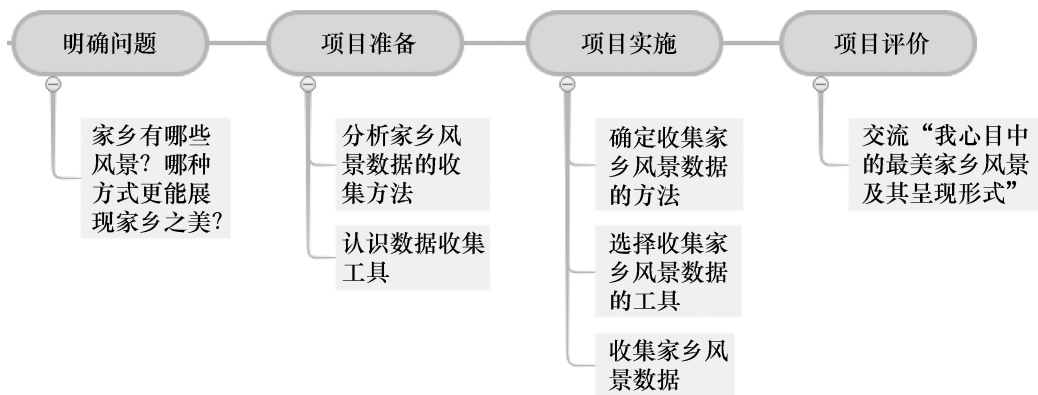 明确问题
项目准备
项目实施
项目评价
家乡有哪些
风景？哪种
方式更能展
现家乡之美？
分析家乡风
景数据的收
集方法
认识数据收集
工具
确定收集家
乡风景数据
的方法
选择收集家
乡风景数据
的工具
收集家乡风
景数据
交流“我心目中
的最美家乡风景
及其呈现形式”